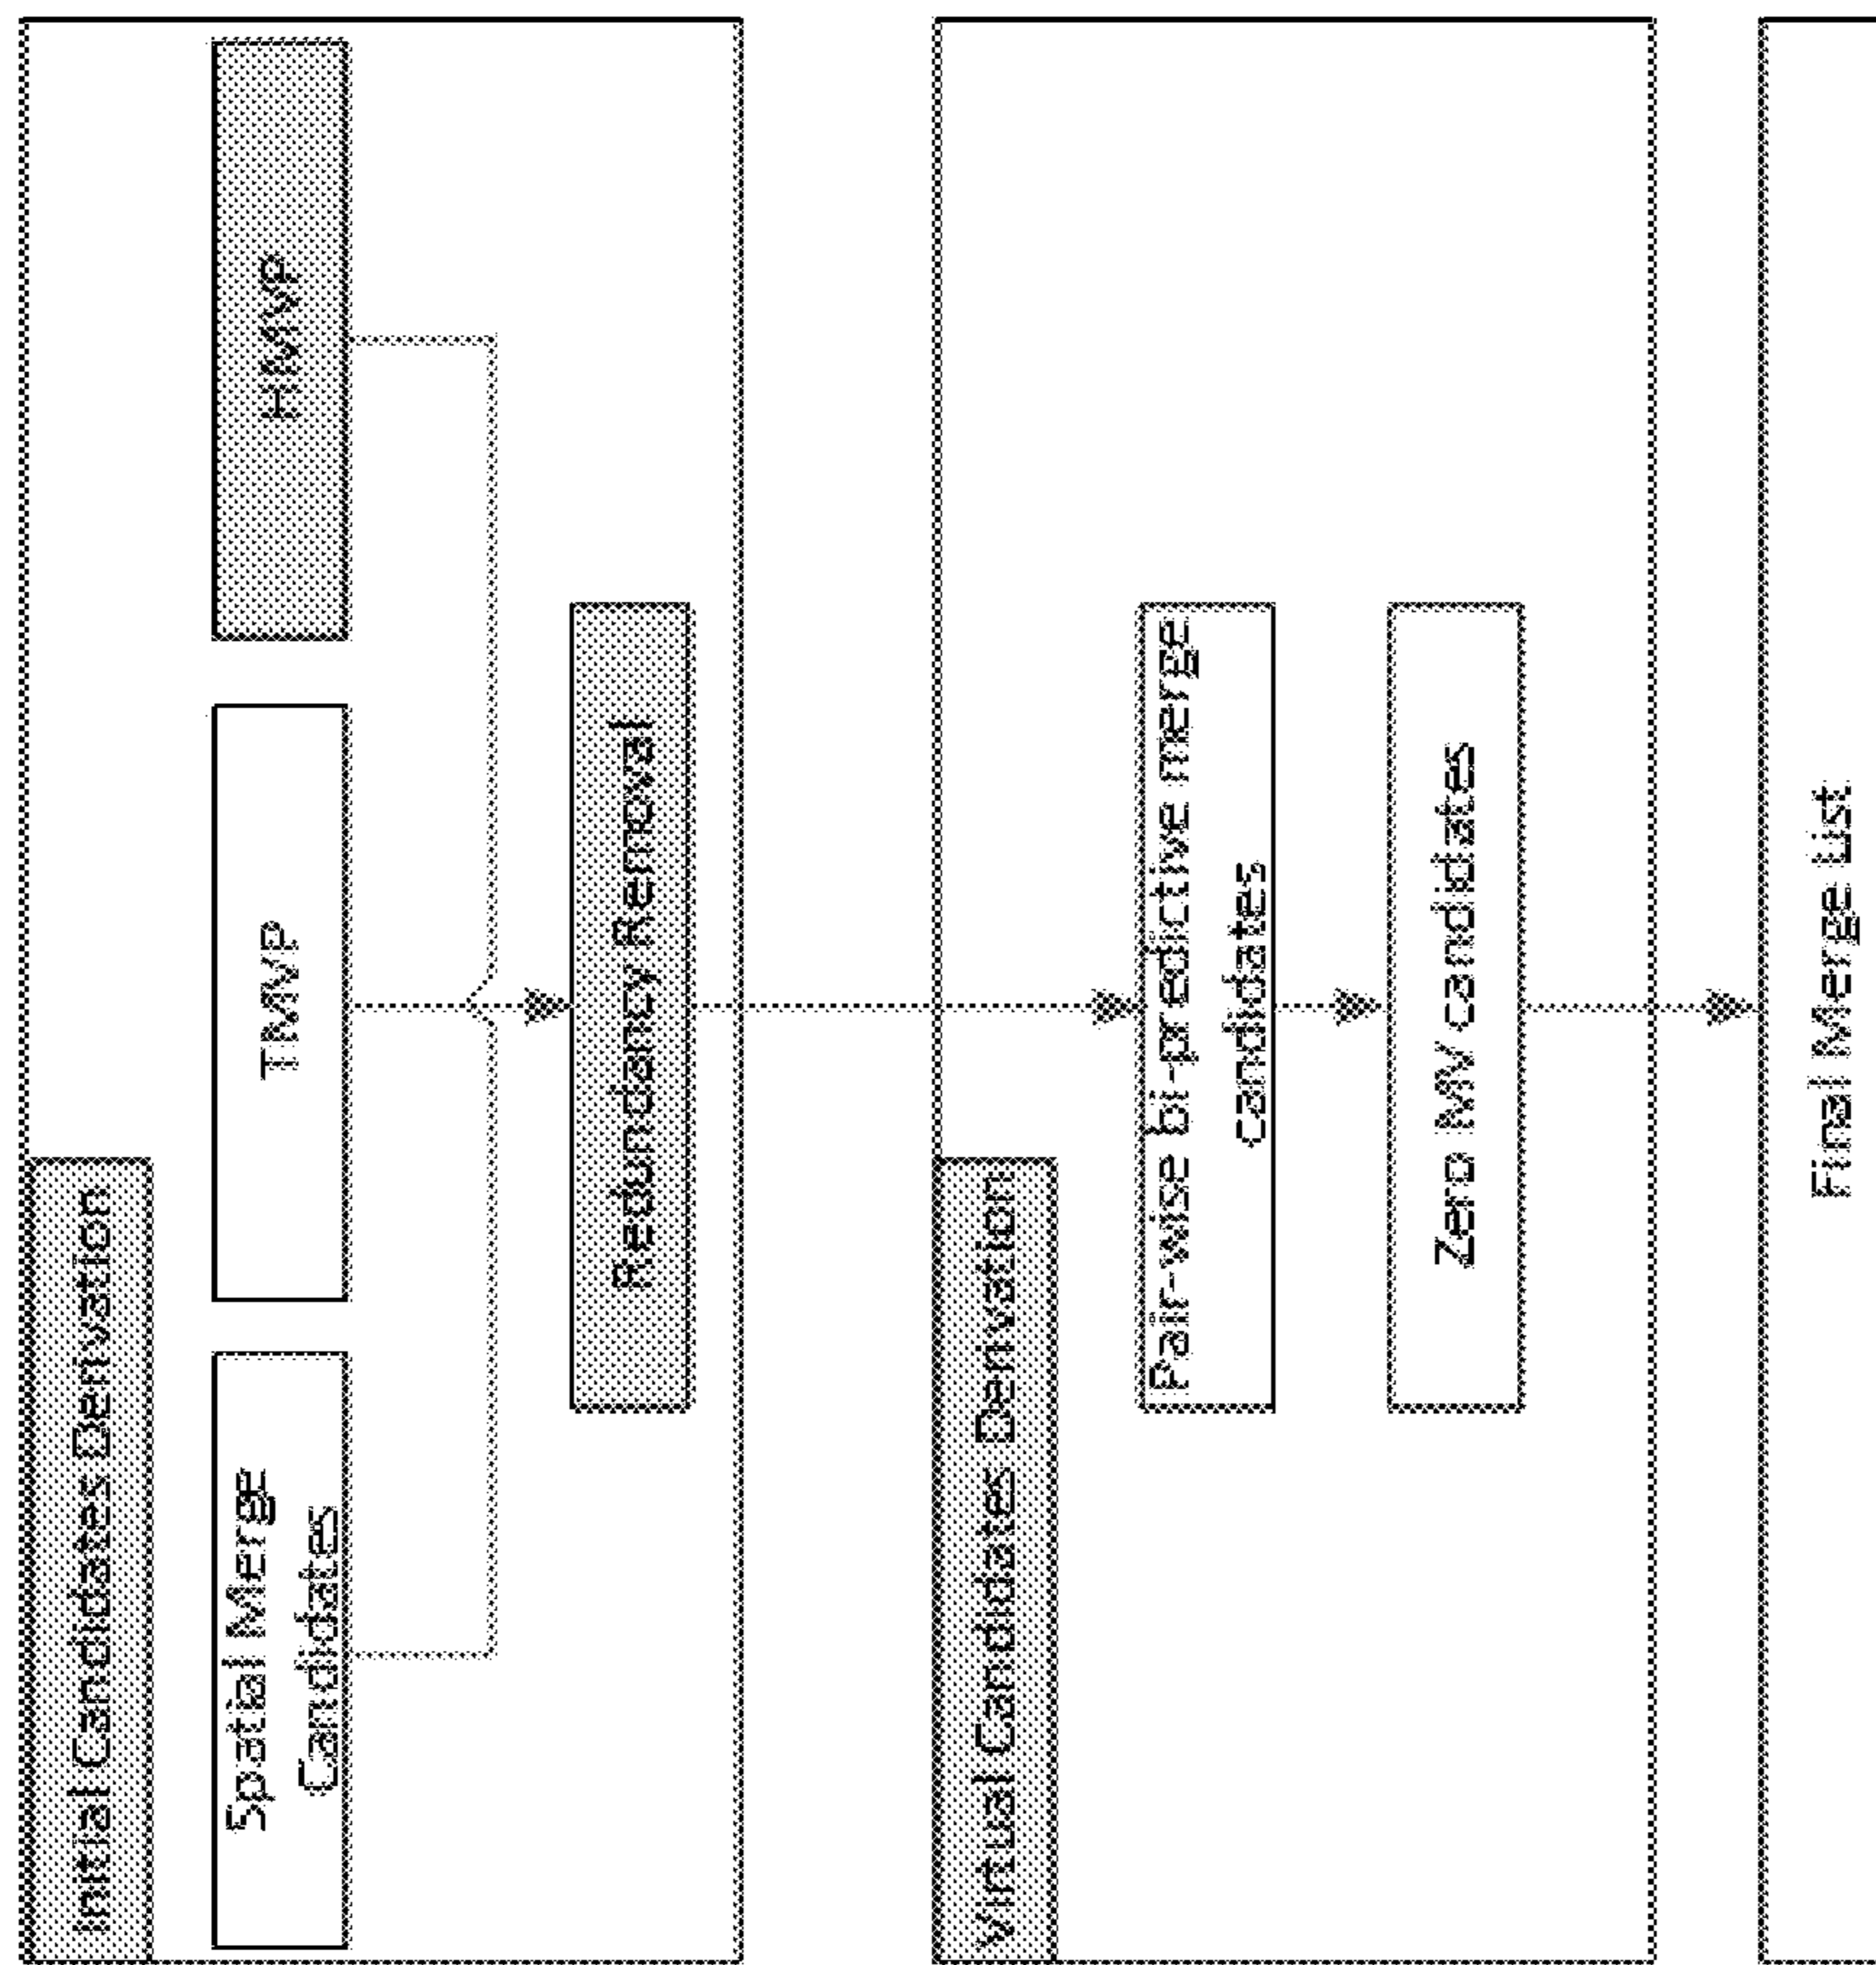 Initial Candidates Derivation
Spatial Merge
Candidates
TMVP
HMVP
Redundancy Removal
Virtual Candidates Derivation
Pair-wise bi-predictive merge
candidates
Zero MV candidates
Final Merge List